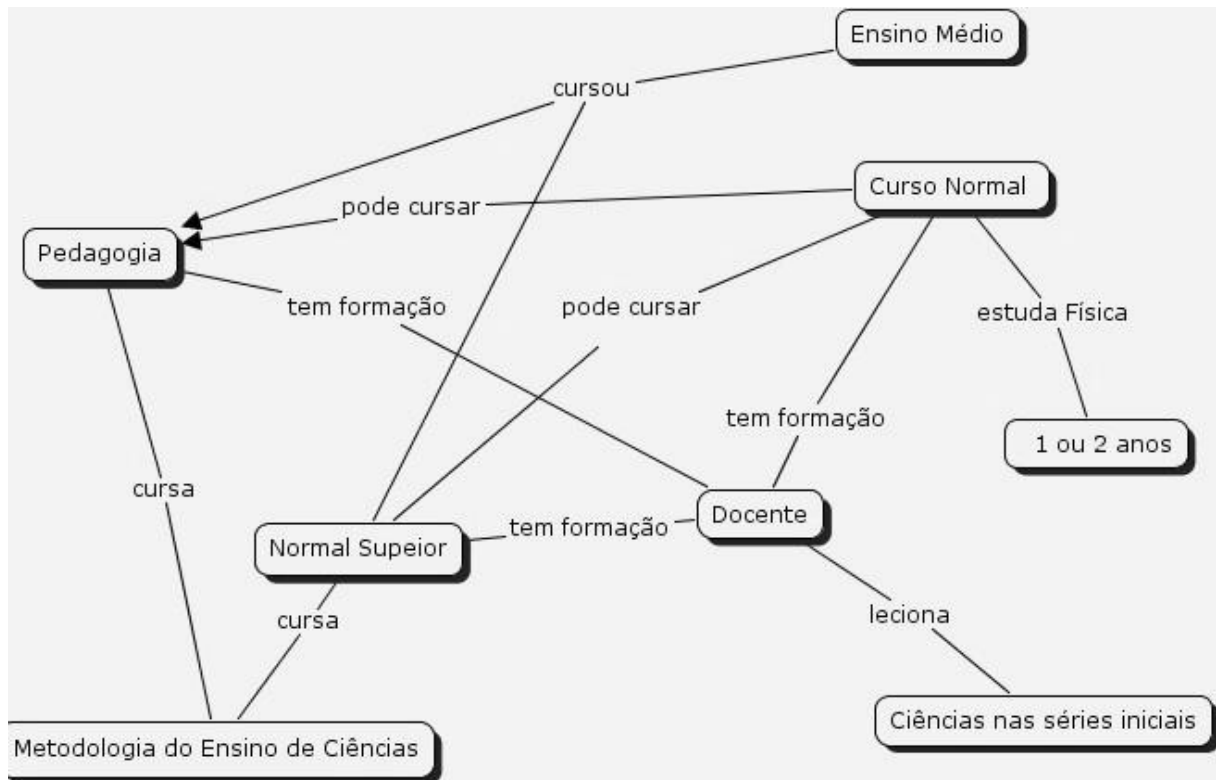 Ensino Médio
cursou
Curso Normal
pode cursar
Pedagogia
tem formação
pode cursar
estuda Física
tem formação
1 ou 2 anos
cursa
Docente
tem formação
Normal Supeior
leciona
cursa
Ciências nas séries iniciais
Metodologia do Ensino de Ciências